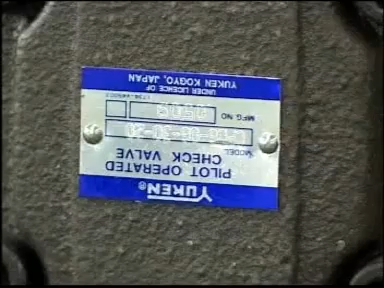 YUKEN®
PILOT OPERATED
CHECK VALVE
MODEL
MFG.NO
UNDER LICENCE OF
YUKEN KOGYO, JAPAN